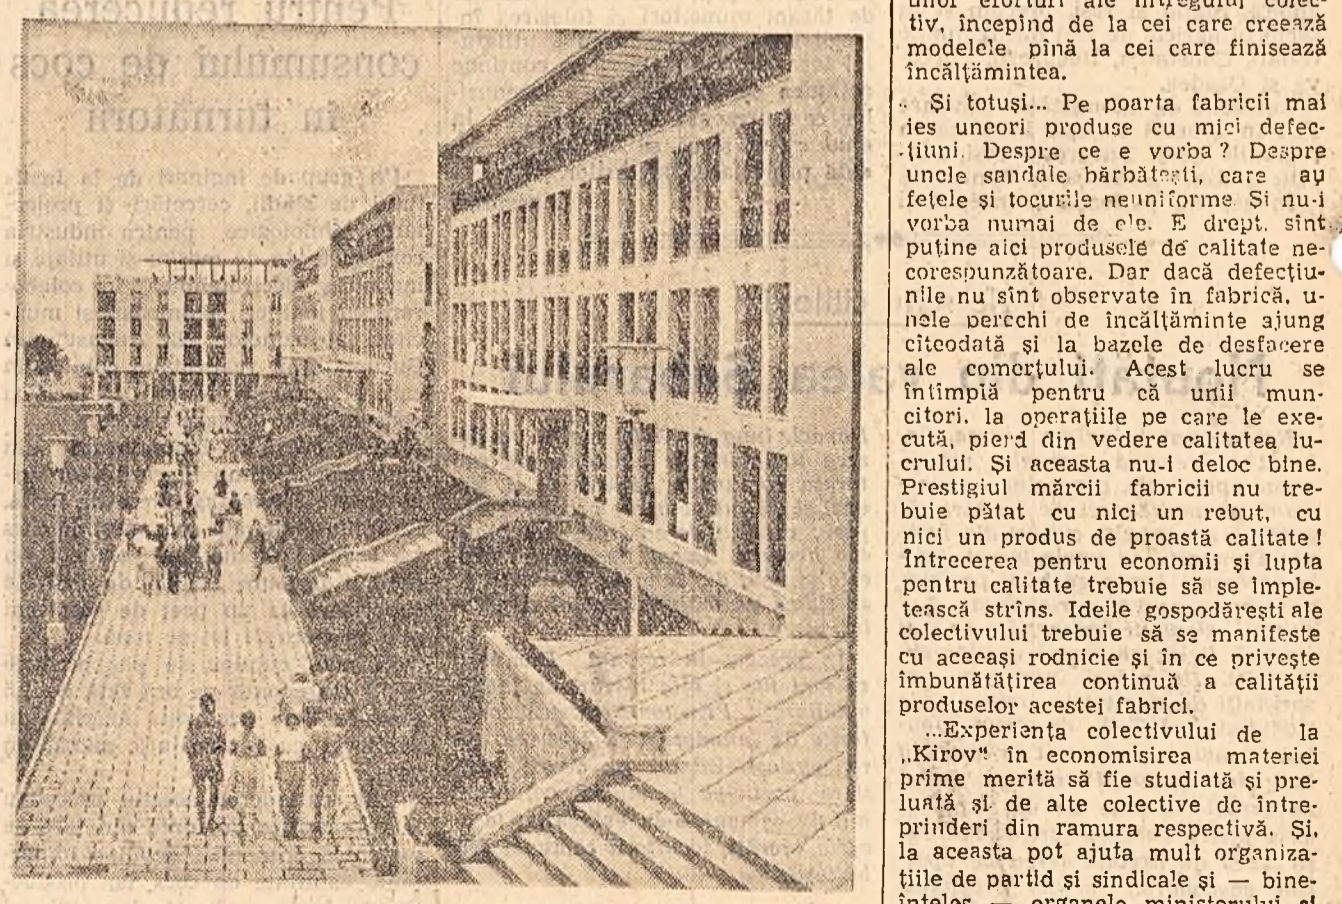 unor eforturi ale întregului colec-
tiv, începînd de la cei care creează
modelele pînă la cei care finisează
încălțămintea.
Și totuși... Pe poarta fabricii mai
ies uneori produse cu mici defec-
țiuni. Despre ce e vorba? Despre
unele sandale bărbătești, care au
fețele și tocurile neuniforme. Și nu-i
vorba numai de ele. E drept, sînt
puține aici produsele de calitate ne-
corespunzătoare. Dar dacă defecțiu-
nile nu sînt observate în fabrică, u-
nele perechi de încălțăminte ajung
cîteodată și la bazele de desfacere
ale comerțului. Acest lucru se
întîmplă pentru că unii mun-
citori, la operațiile pe care le exe-
cută, pierd din vedere calitatea lu-
crului. Și aceasta nu-i deloc bine.
Prestigiul mărcii fabricii nu tre-
buie pătat cu nici un rebut, cu
nici un produs de proastă calitate!
Întrecerea pentru economii și lupta
pentru calitate trebuie să se împle-
tească strîns. Ideile gospodărești ale
colectivului trebuie să se manifeste
cu aceeași rodnicie și în ce privește
îmbunătățirea continuă a calității
produselor acestei fabrici.
...Experiența colectivului de la
„Kirov" în economisirea materiei
prime merită să fie studiată și pre-
luată și de alte colective de între-
prinderi din ramura respectivă. Și,
la aceasta pot ajuta mult organiza-
țiile de partid și sindicale și — bine-
înțeles — organele ministerului